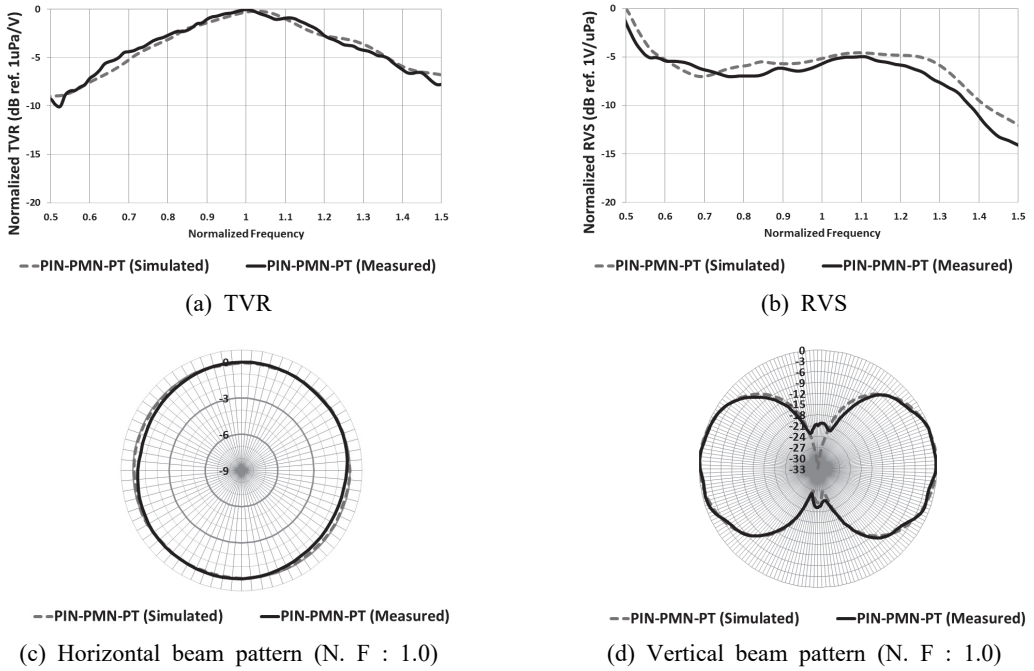 Normalized TVR (dB ref. 1uPa/V)
0
-5
-10
-15
-20
0.5 0.6 0.7 0.8 0.9 1 1.1 1.2 1.3 1.4 1.5
Normalized Frequency
PIN-PMN-PT (Simulated) PIN-PMN-PT (Measured)
(a) TVR
Normalized RVS (dB ref. 1V/uPa)
0
-5
-10
-15
-20
0.5 0.6 0.7 0.8 0.9 1 1.1 1.2 1.3 1.4 1.5
Normalized Frequency
PIN-PMN-PT (Simulated) PIN-PMN-PT (Measured)
(b) RVS
0
-3
-6
-9
PIN-PMN-PT (Simulated) PIN-PMN-PT (Measured)
(c) Horizontal beam pattern (N. F : 1.0)
0
-3
-6
-9
-12
-15
-18
-21
-24
-27
-30
-33
PIN-PMN-PT (Simulated) PIN-PMN-PT (Measured)
(d) Vertical beam pattern (N. F : 1.0)